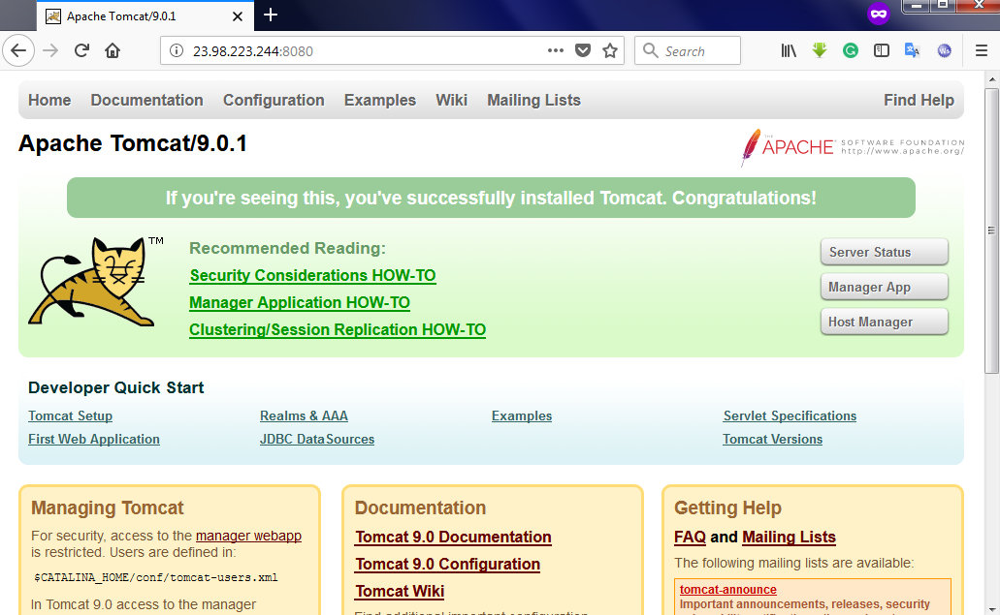 Apache Tomcat/9.0.1
23.98.223.244:8080
Search
Home Documentation Configuration Examples Wiki Mailing Lists Find Help
Apache Tomcat/9.0.1
THE APACHE SOFTWARE FOUNDATION
http://www.apache.org/
If you're seeing this, you've successfully installed Tomcat. Congratulations!
TM
Recommended Reading:
Security Considerations HOW-TO
Manager Application HOW-TO
Clustering/Session Replication HOW-TO
Server Status
Manager App
Host Manager
Developer Quick Start
Tomcat Setup
First Web Application
Realms & AAA
JDBC DataSources
Examples
Servlet Specifications
Tomcat Versions
Managing Tomcat
For security, access to the manager webapp
is restricted. Users are defined in:
$CATALINA_HOME/conf/tomcat-users.xml
In Tomcat 9.0 access to the manager
Documentation
Tomcat 9.0 Documentation
Tomcat 9.0 Configuration
Tomcat Wiki
Find additional important configuration
Getting Help
FAQ and Mailing Lists
The following mailing lists are available:
tomcat-announce
Important announcements, releases, security